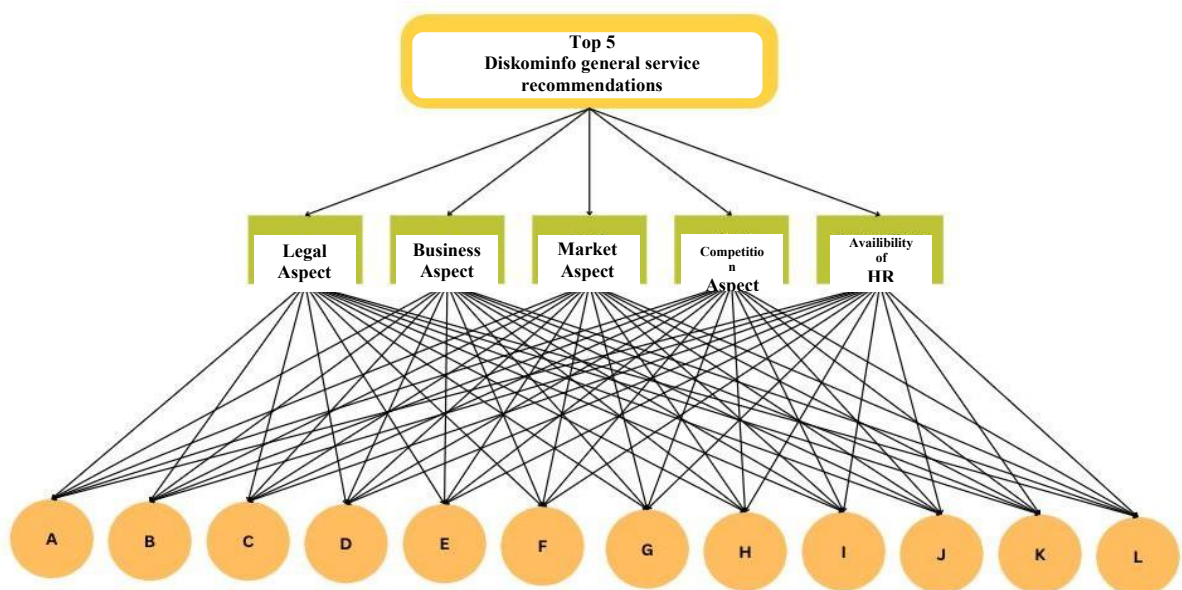 Top 5
Diskominfo general service
recommendations
Legal
Aspect
Business
Aspect
Market
Aspect
Competitio
n
Aspect
Availibility
of
HR
A
B
C
D
E
F
G
H
I
J
K
L